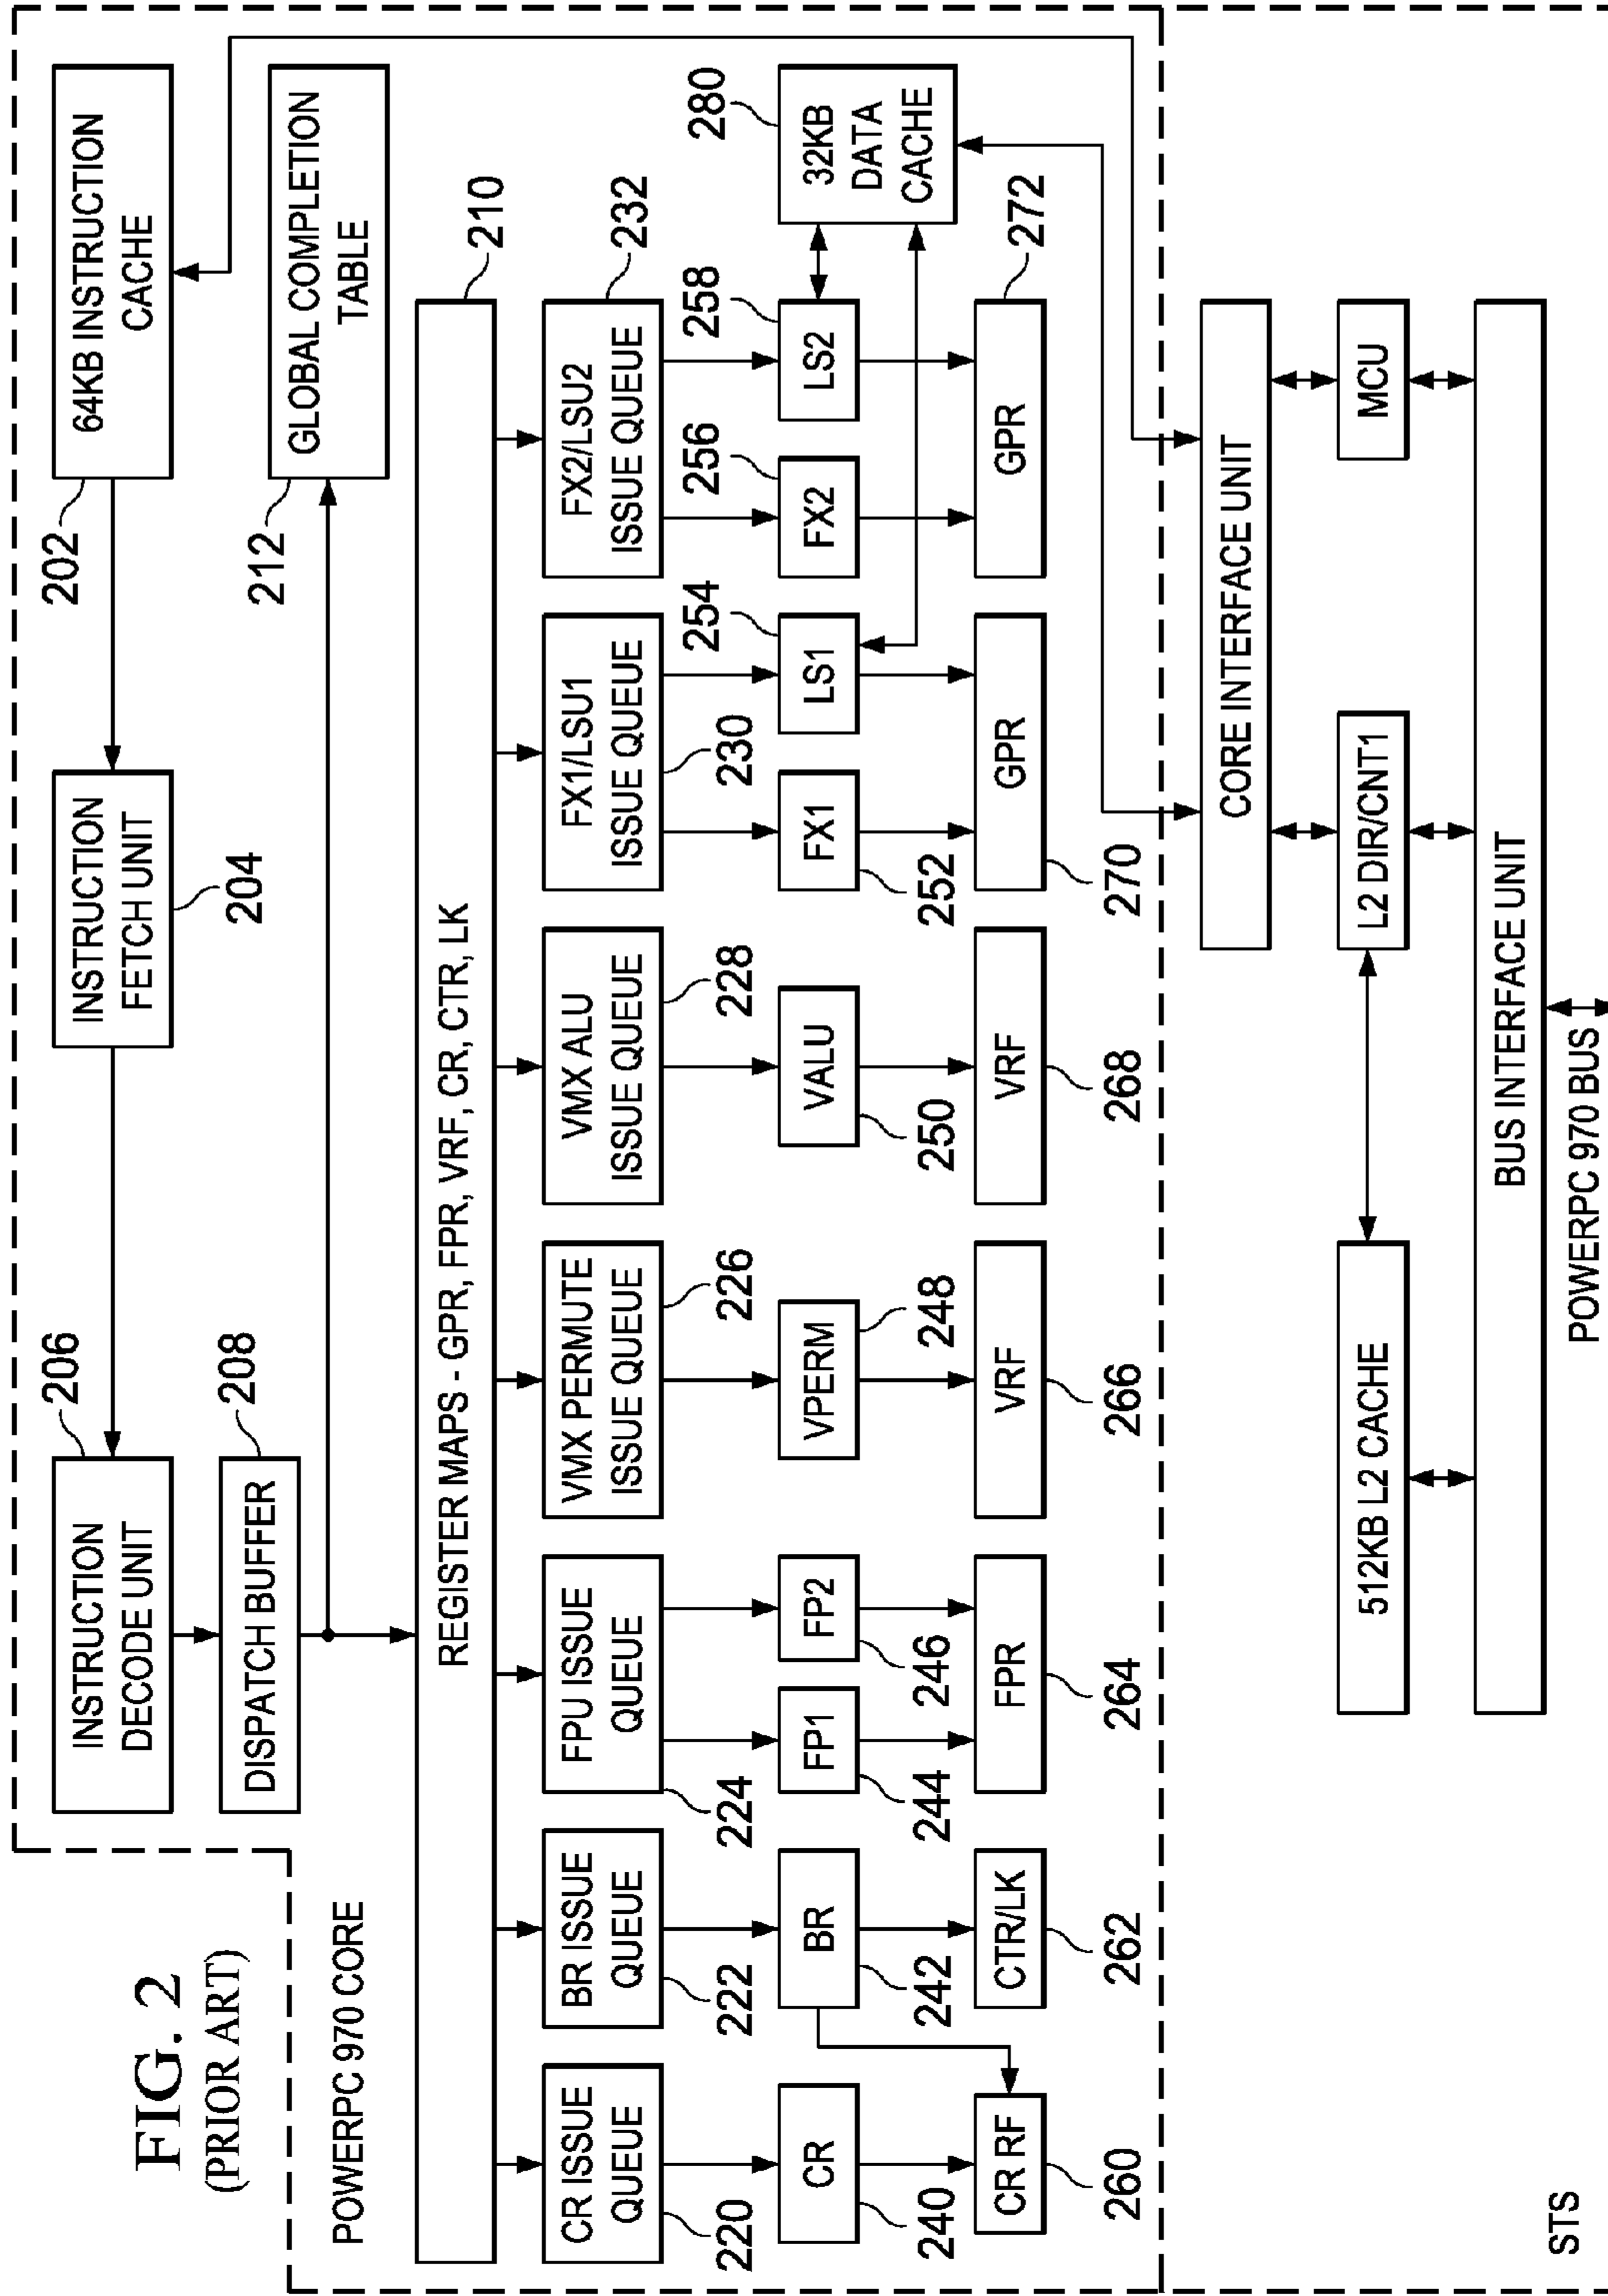 FIG. 2
(PRIOR ART)
206
INSTRUCTION
DECODE UNIT
208
DISPATCH BUFFER
INSTRUCTION
FETCH UNIT
204
202
64KB INSTRUCTION
CACHE
212
GLOBAL COMPLETION
TABLE
POWERPC 970 CORE
REGISTER MAPS - GPR, FPR, VRF, CR, CTR, LK
210
CR ISSUE
QUEUE
220
BR ISSUE
QUEUE
222
FPU ISSUE
QUEUE
224
VMX PERMUTE
ISSUE QUEUE
226
VMX ALU
ISSUE QUEUE
228
FX1/LSU1
ISSUE QUEUE
230
FX2/LSU2
ISSUE QUEUE
232
CR
240
BR
242
FP1
244
FP2
246
VPERM
248
VALU
250
FX1
252
LS1
254
FX2
256
LS2
258
280
32KB
DATA
CACHE
CR RF
260
CTR/LK
262
FPR
264
VRF
266
VRF
268
GPR
270
GPR
272
CORE INTERFACE UNIT
512KB L2 CACHE
L2 DIR/CNT1
MCU
BUS INTERFACE UNIT
POWERPC 970 BUS
STS